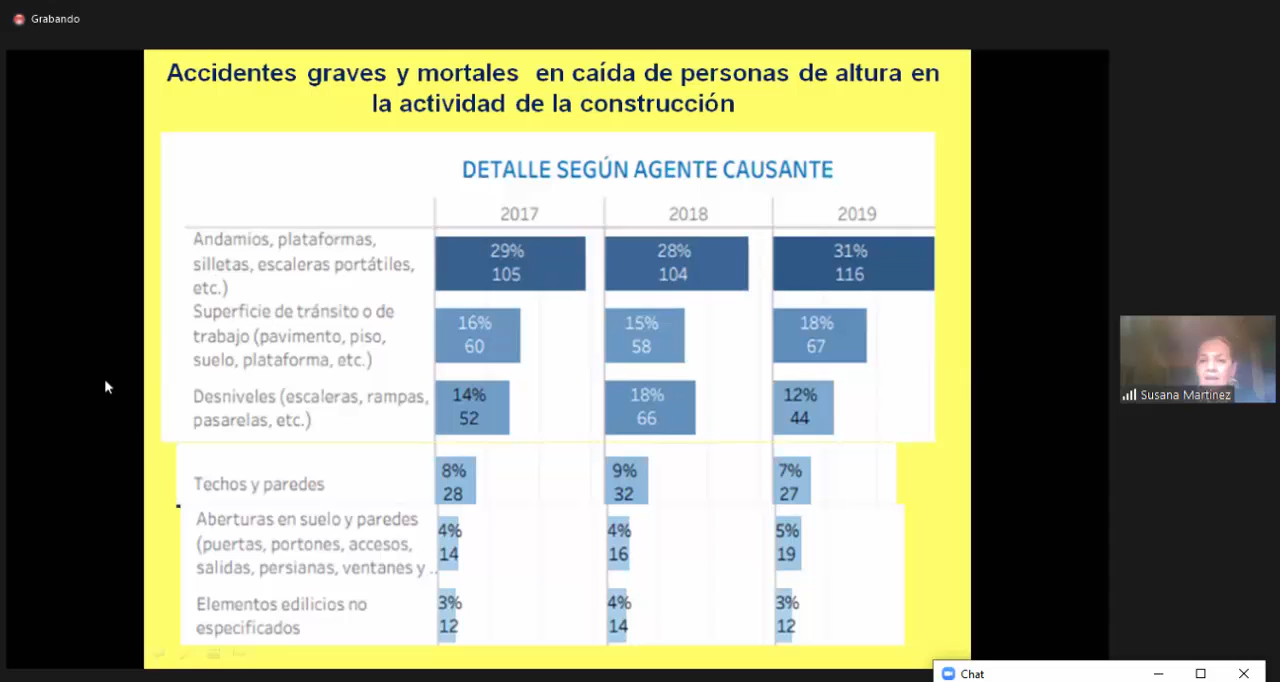 Grabando
Accidentes graves y mortales en caída de personas de altura en
la actividad de la construcción
DETALLE SEGÚN AGENTE CAUSANTE
2017 2018 2019
Andamios, plataformas,
silletas, escaleras portátiles,
etc.)
29% 28% 31%
105 104 116
Superficie de tránsito o de
trabajo (pavimento, piso,
suelo, plataforma, etc.)
16% 15% 18%
60 58 67
Desniveles (escaleras, rampas,
pasarelas, etc.)
14% 18% 12%
52 66 44
Techos y paredes
8% 9% 7%
28 32 27
Aberturas en suelo y paredes
(puertas, portones, accesos,
salidas, persianas, ventanes y ..
4% 4% 5%
14 16 19
Elementos edilicios no
especificados
3% 4% 3%
12 14 12
Susana Martinez
Chat